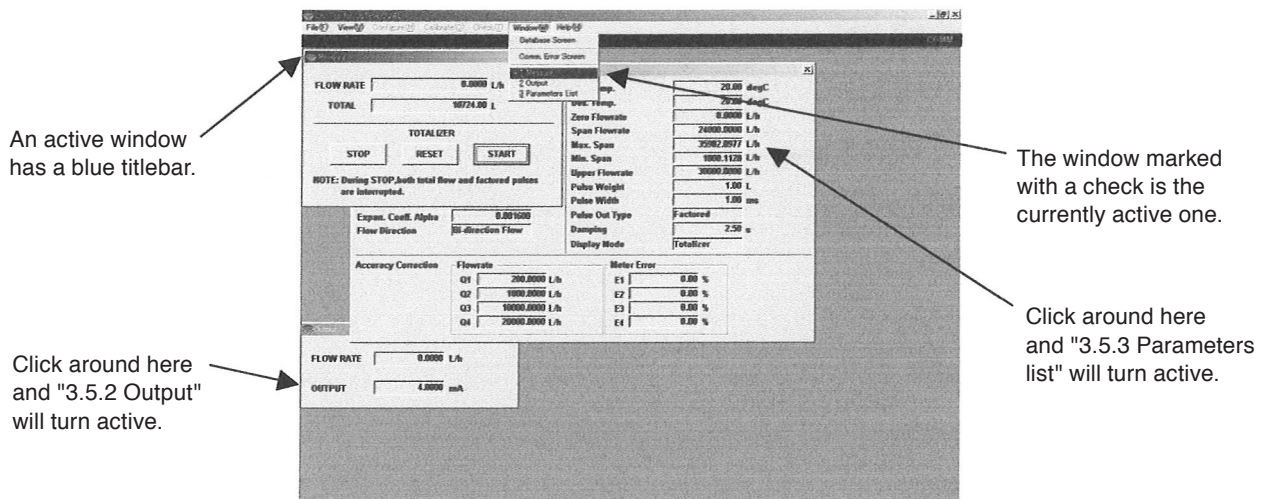 File(F) View(V) Configure(N) Calibrate(C) Check(T) Window(W) Help(H)
Database Screen
Comm. Error Screen
1 Measure
2 Output
3 Parameters List
FLOW RATE 0.0000 L/h
TOTAL 10724.00 L
TOTALIZER
STOP RESET START
NOTE: During STOP,both total flow and factored pulses
are interrupted.
Expan. Coeff. Alpha 0.001600
Flow Direction Bi-direction Flow
20.00 degC
Des. Temp. 20.00 degC
Zero Flowrate 0.0000 L/h
Span Flowrate 24000.0000 L/h
Max. Span 35982.0977 L/h
Min. Span 1000.1128 L/h
Upper Flowrate 30000.0000 L/h
Pulse Weight 1.00 L
Pulse Width 1.00 ms
Pulse Out Type Factored
Damping 2.50 s
Display Mode Totalizer
Accuracy Correction
Flowrate
Q1 200.0000 L/h
Q2 1000.0000 L/h
Q3 10000.0000 L/h
Q4 20000.0000 L/h
Meter Error
E1 0.00 %
E2 0.00 %
E3 0.00 %
E4 0.00 %
Output
FLOW RATE 0.0000 L/h
OUTPUT 4.0000 mA
An active window
has a blue titlebar.
Click around here
and "3.5.2 Output"
will turn active.
The window marked
with a check is the
currently active one.
Click around here
and "3.5.3 Parameters
list" will turn active.